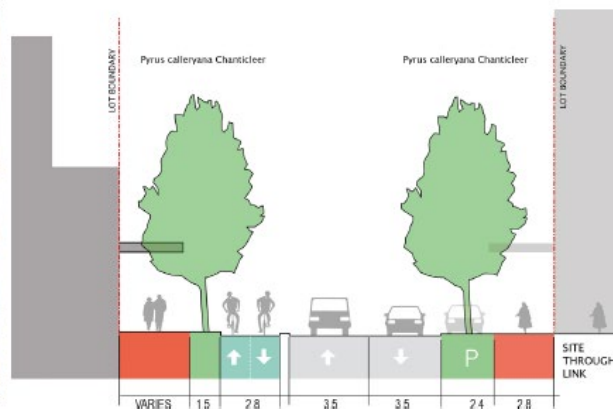 Pyrus calleryana Chanticleer
Pyrus calleryana Chanticleer
LOT BOUNDARY
LOT BOUNDARY
P
SITE
THROUGH
LINK
VARIES
1.5
2.8
3.5
3.5
2.4
2.8